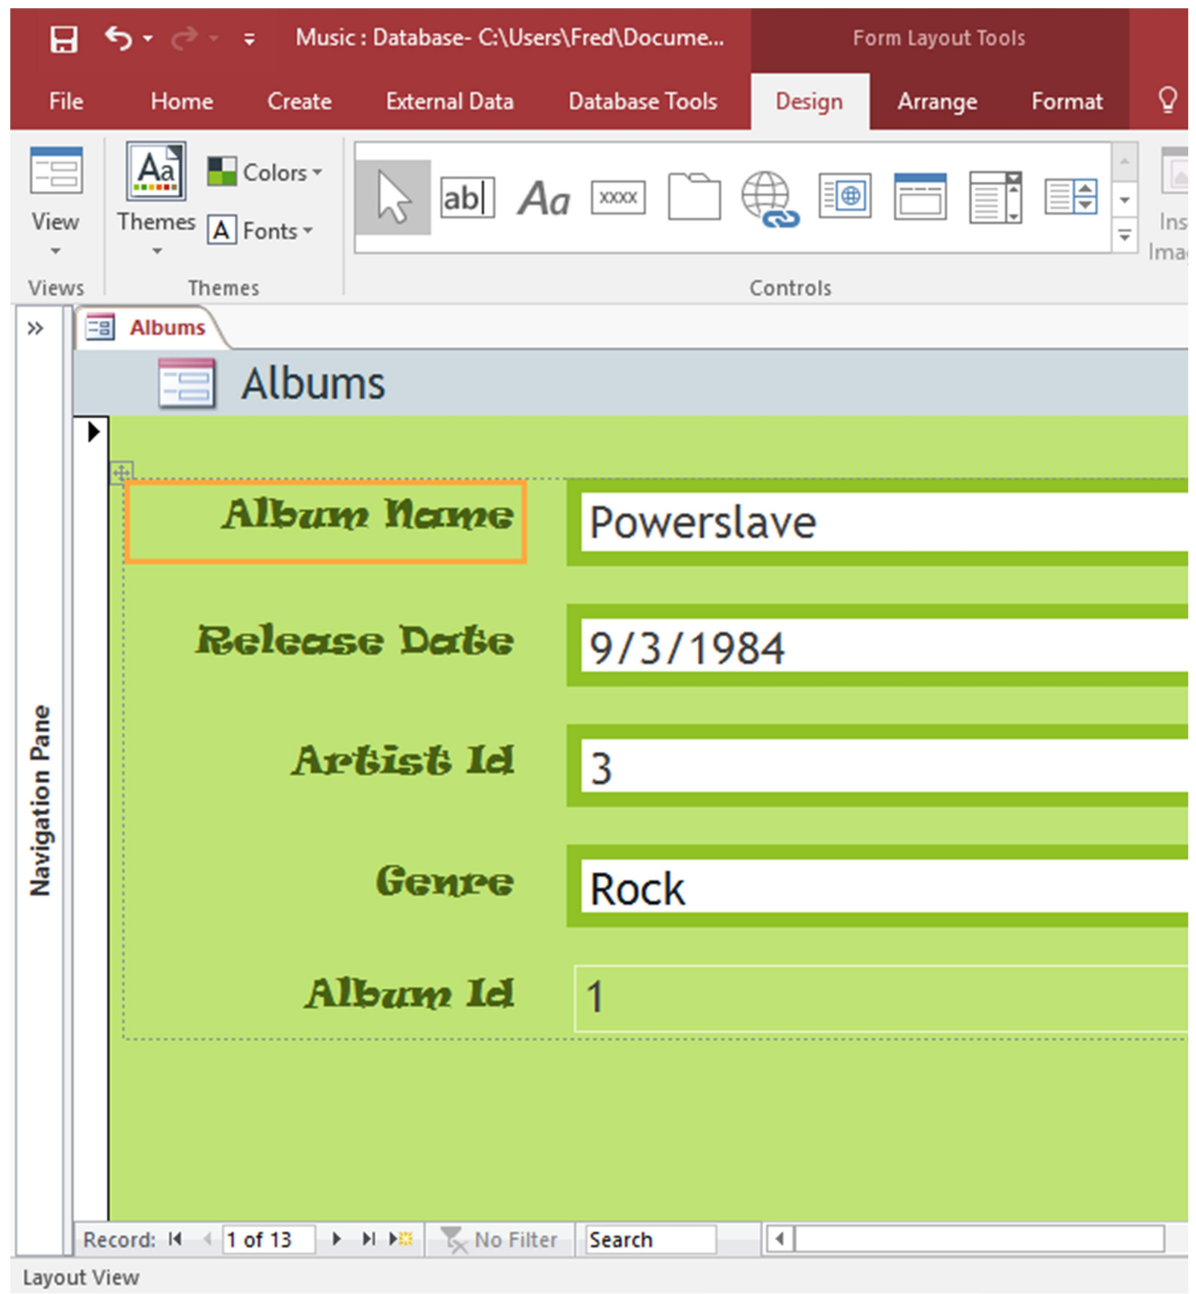 Music : Database- C:\Users\Fred\Docume...
Form Layout Tools
File Home Create External Data Database Tools Design Arrange Format
View
Themes
Aa
Colors
A Fonts
ab| Aa xxxx
Ins
Ima
Views Themes Controls
» Albums
Albums
Album Name Powerslave
Release Date 9/3/1984
Artist Id 3
Genre Rock
Album Id 1
Navigation Pane
Record: 1 of 13 No Filter Search
Layout View